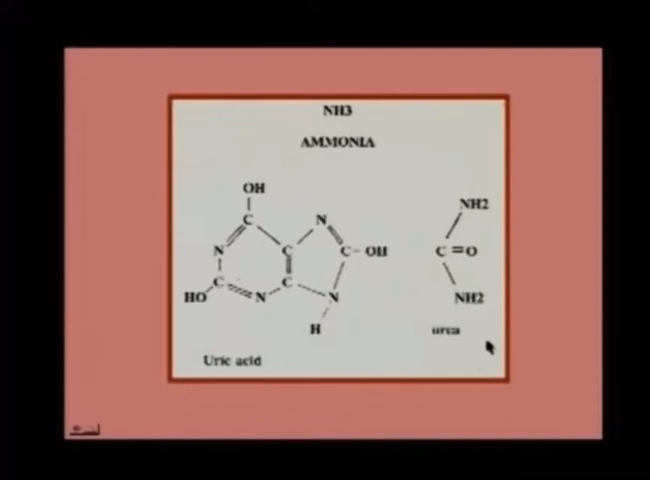 NH3
AMMONIA
OH
C
N
N
C
C
C - OH
C
HO
N
N
H
Uric acid
NH2
C = O
NH2
urea